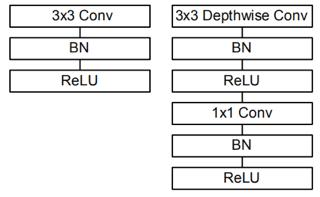 3x3 Conv
BN
ReLU
3x3 Depthwise Conv
BN
ReLU
1x1 Conv
BN
ReLU